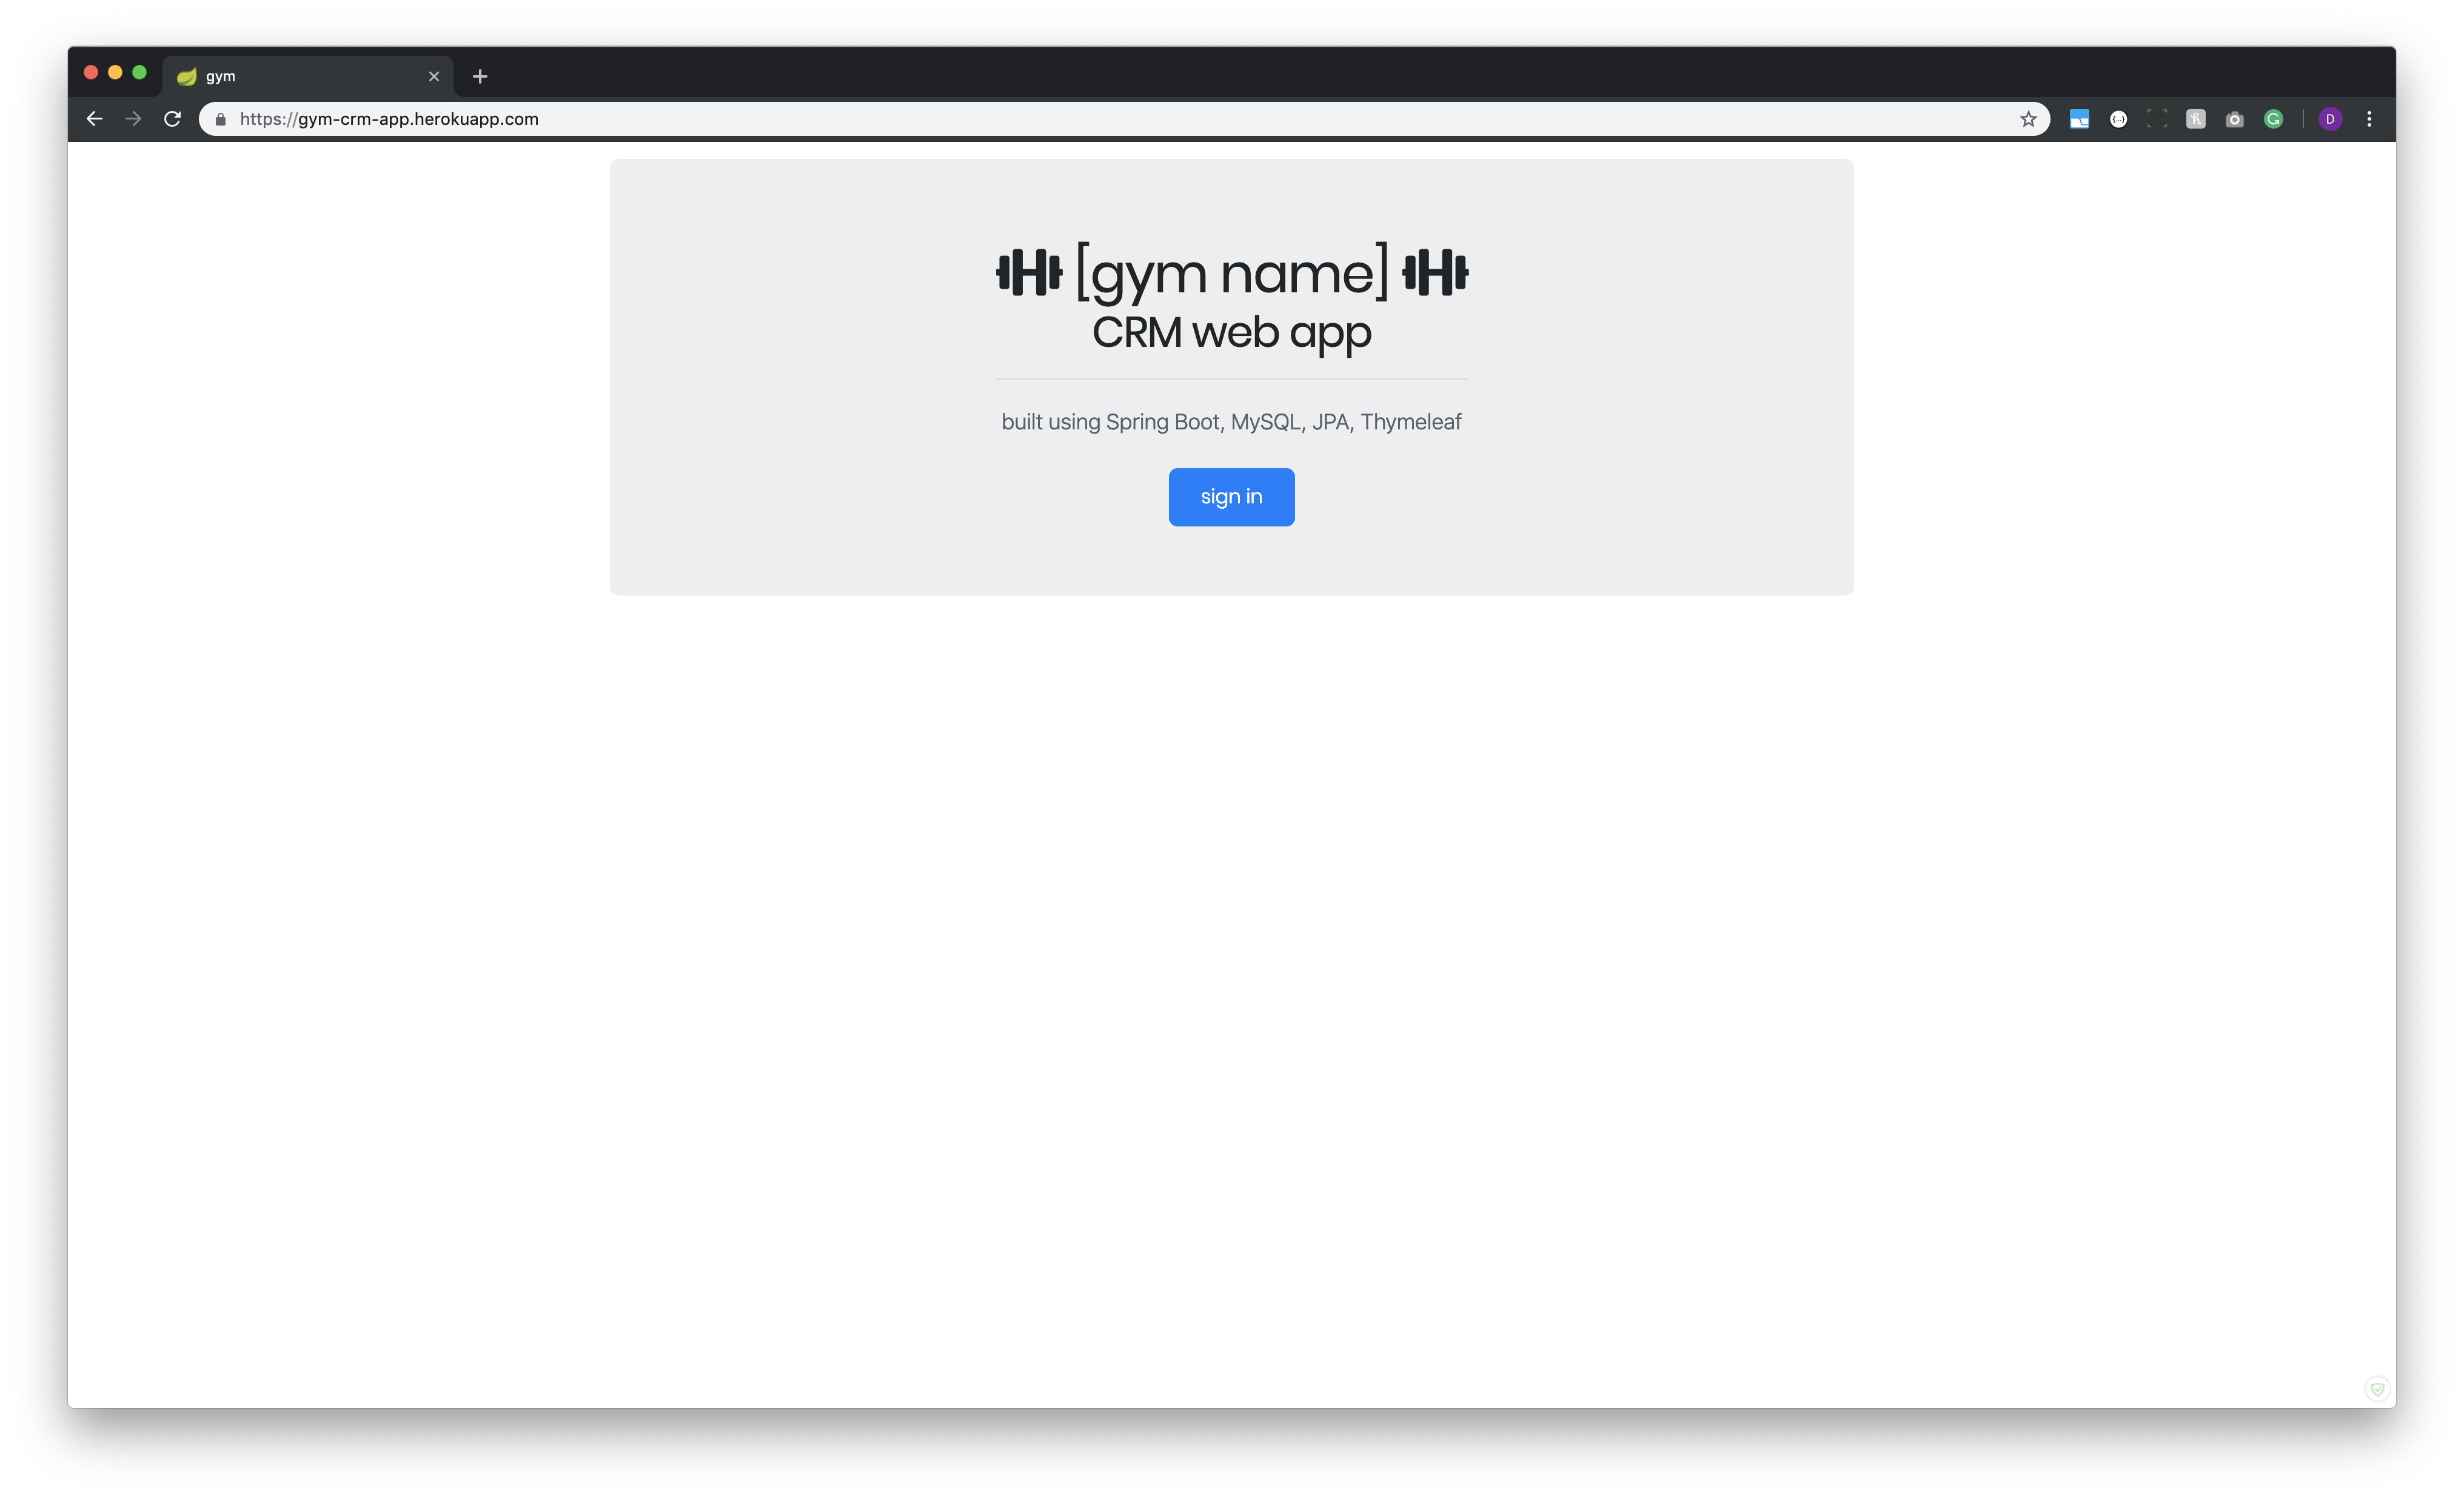 gym
https://gym-crm-app.herokuapp.com
D
[gym name]
CRM web app
built using Spring Boot, MySQL, JPA, Thymeleaf
sign in